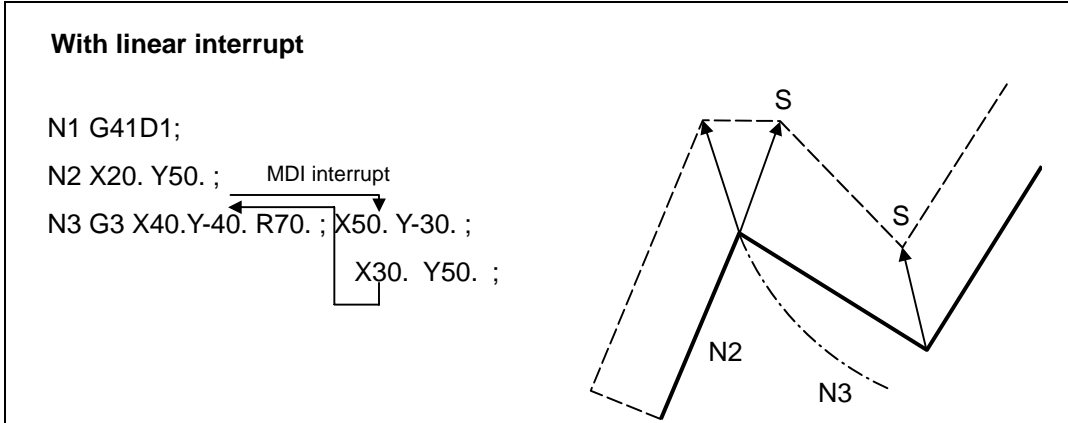 With linear interrupt
N1 G41D1;
N2 X20. Y50. ;
MDI interrupt
N3 G3 X40.Y-40. R70. ; X50. Y-30. ;
X30. Y50. ;
S
S
N2
N3